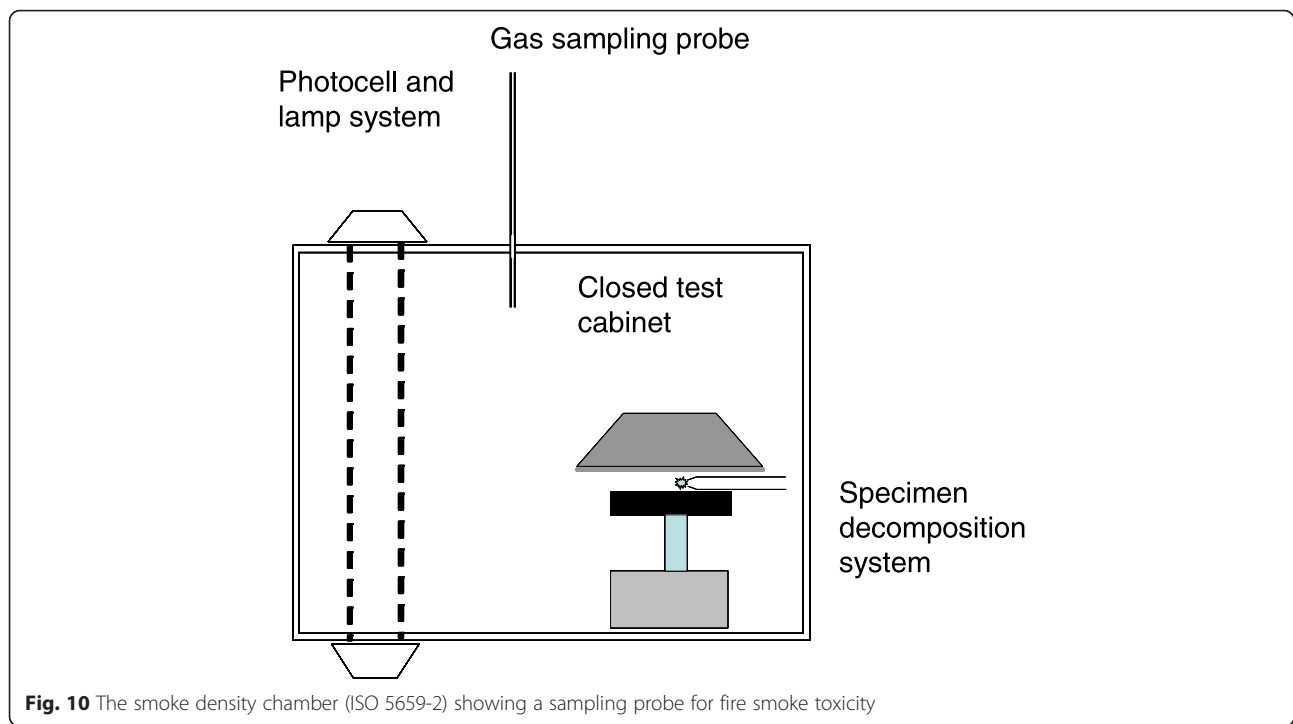 Gas sampling probe
Photocell and
lamp system
Closed test
cabinet
Specimen
decomposition
system
Fig. 10 The smoke density chamber (ISO 5659-2) showing a sampling probe for fire smoke toxicity